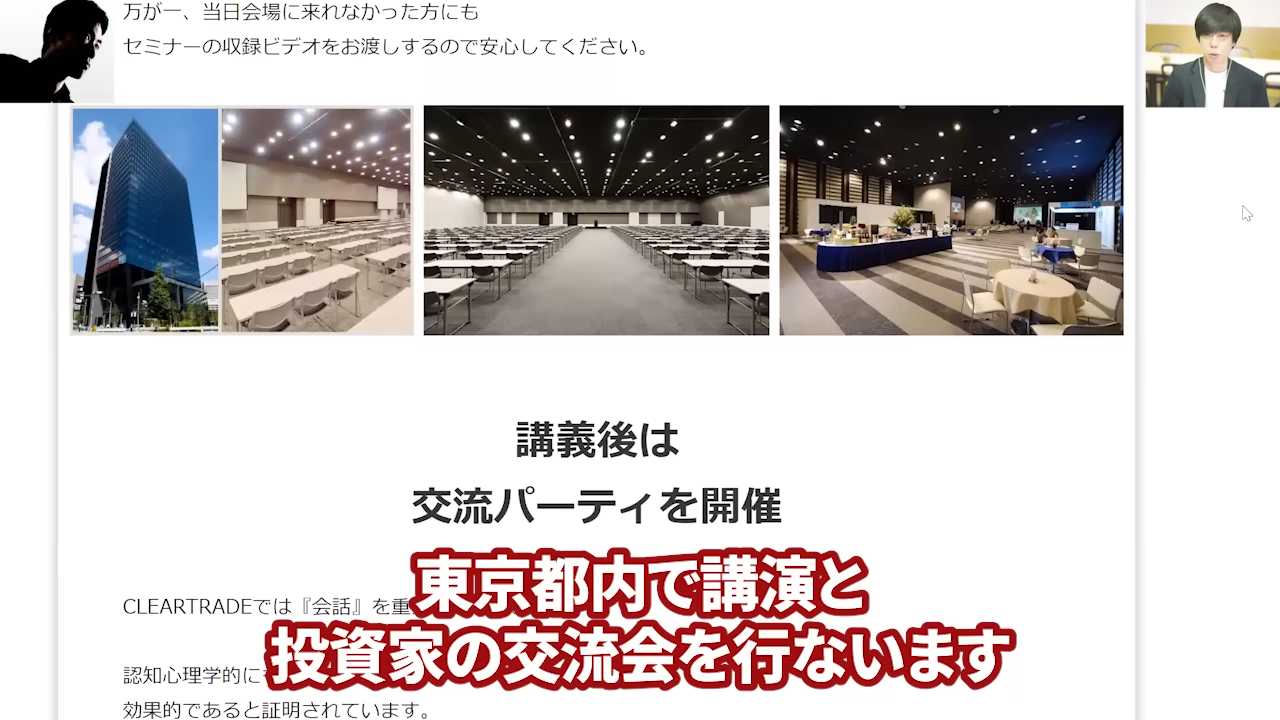 万が一、当日会場に来れなかった方にも
セミナーの収録ビデオをお渡しするので安心してください。
講義後は
交流パーティを開催
東京都内で講演と
CLEARTRADEでは『会話』を重
投資家の交流会を行ないます
認知心理学的に
効果的であると証明されています。